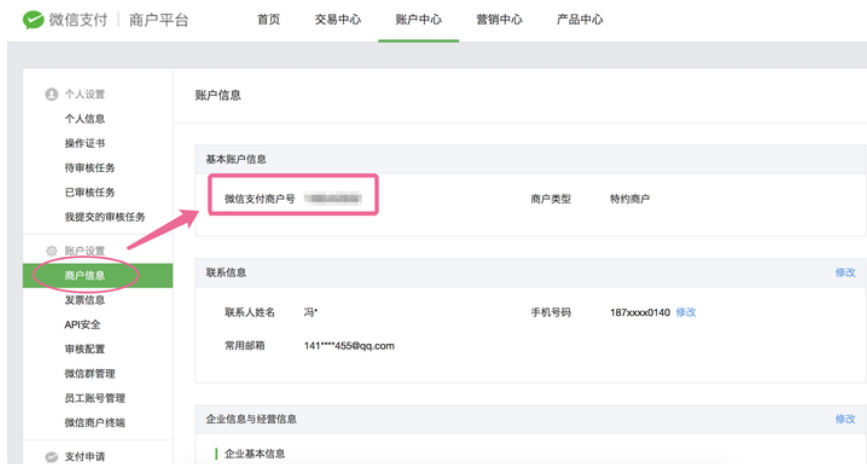 微信支付 | 商户平台 首页 交易中心 账户中心 营销中心 产品中心
个人设置
个人信息
操作证书
待审核任务
已审核任务
我提交的审核任务
账户设置
商户信息
发票信息
API安全
审核配置
微信群管理
员工账号管理
微信商户终端
支付申请
账户信息
基本账户信息
微信支付商户号
商户类型 特约商户
联系信息 修改
联系人姓名 冯* 手机号码 187xxxx0140 修改
常用邮箱 141****455@qq.com
企业信息与经营信息 修改
企业基本信息